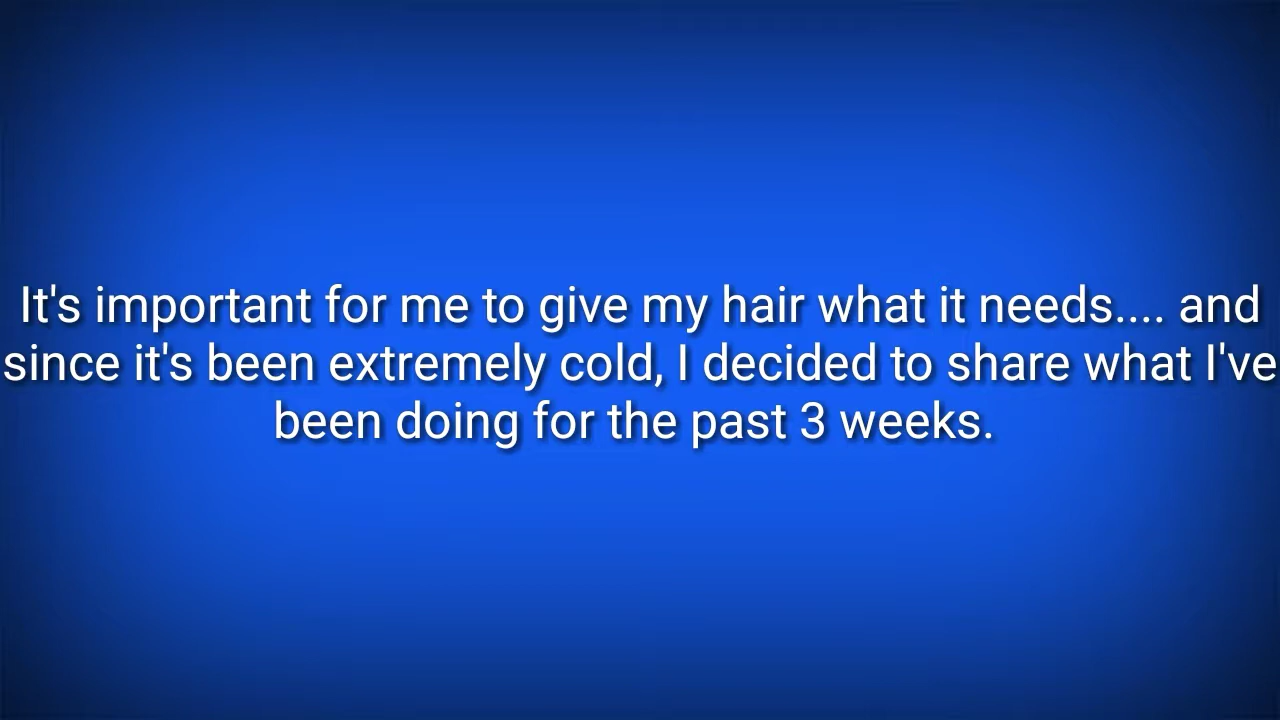 It's important for me to give my hair what it needs.... and
since it's been extremely cold, I decided to share what I've
been doing for the past 3 weeks.